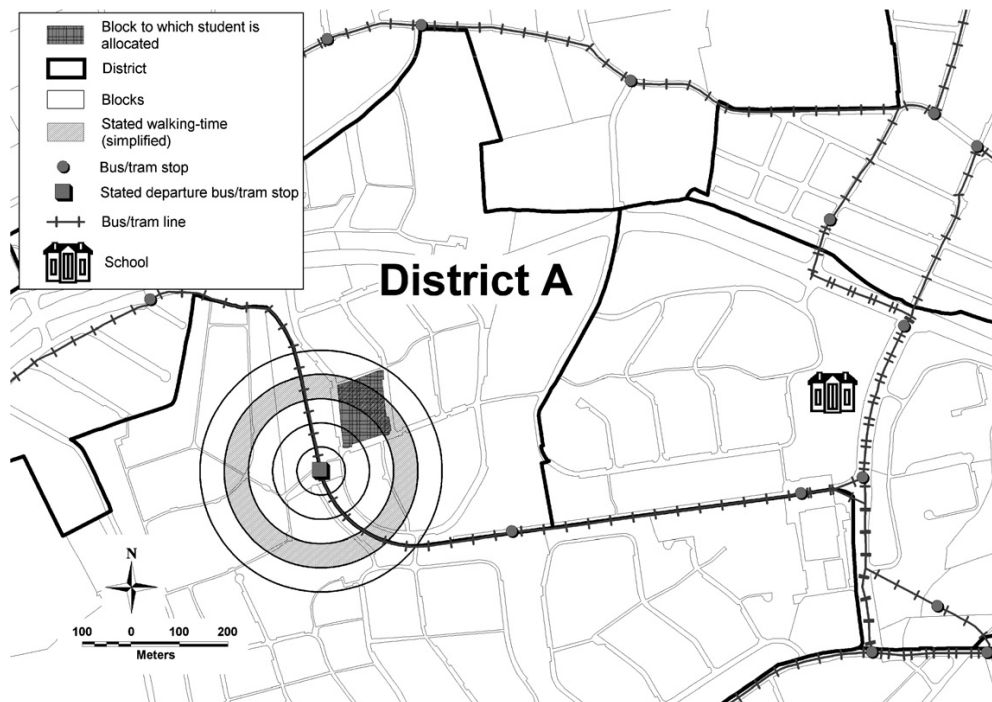 Block to which student is
allocated
District
Blocks
Stated walking-time
(simplified)
Bus/tram stop
Stated departure bus/tram stop
Bus/tram line
School
District A
N
100 0 100 200
Meters